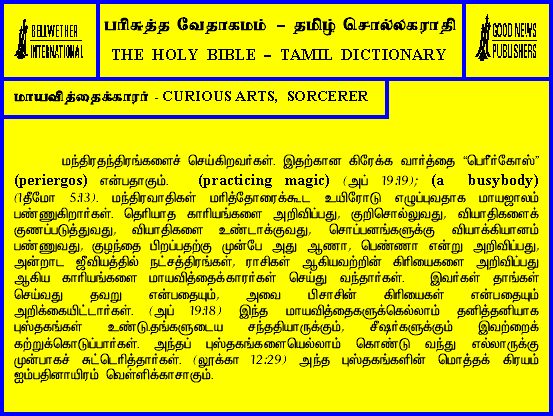 BELLWETHER
INTERNATIONAL
பரிசுத்த வேதாகமம் – தமிழ் சொல்லகராதி
THE HOLY BIBLE – TAMIL DICTIONARY
GOOD NEWS
PUBLISHERS
மாயவித்தைக்காரர் - CURIOUS ARTS, SORCERER
மந்திரதந்திரங்களைச் செய்கிறவர்கள். இதற்கான கிரேக்க வார்த்தை “பெரீர்கோஸ்”
(periergos) என்பதாகும். (practicing magic) (அப் 19:19); (a busybody)
(1தீமோ 5:13). மந்திரவாதிகள் மரித்தோரைக்கூட உயிரோடு எழுப்புவதாக மாயஜாலம்
பண்ணுகிறார்கள். தெரியாத காரியங்களை அறிவிப்பது, குறிசொல்லுவது, வியாதிகளைக்
குணப்படுத்துவது, வியாதிகளை உண்டாக்குவது, சொப்பனங்களுக்கு வியாக்கியானம்
பண்ணுவது, குழந்தை பிறப்பதற்கு முன்பே அது ஆணா, பெண்ணா என்று அறிவிப்பது,
அன்றாட ஜீவியத்தில் நட்சத்திரங்கள், ராசிகள் ஆகியவற்றின் கிரியைகளை அறிவிப்பது
ஆகிய காரியங்களை மாயவித்தைக்காரர்கள் செய்து வந்தார்கள். இவர்கள் தாங்கள்
செய்வது தவறு என்பதையும், அவை பிசாசின் கிரியைகள் என்பதையும்
அறிக்கையிட்டார்கள். (அப் 19:18) இந்த மாயவித்தைகளுக்கெல்லாம் தனித்தனியாக
புஸ்தகங்கள் உண்டு.தங்களுடைய சந்ததியாருக்கும், சீஷர்களுக்கும் இவற்றைக்
கற்றுக்கொடுப்பார்கள். அந்தப் புஸ்தகங்களையெல்லாம் கொண்டு வந்து எல்லாருக்கு
முன்பாகச் சுட்டெரித்தார்கள். (லூக்கா 12:29) அந்த புஸ்தகங்களின் மொத்தக் கிரயம்
ஐம்பதினாயிரம் வெள்ளிக்காசாகும்.